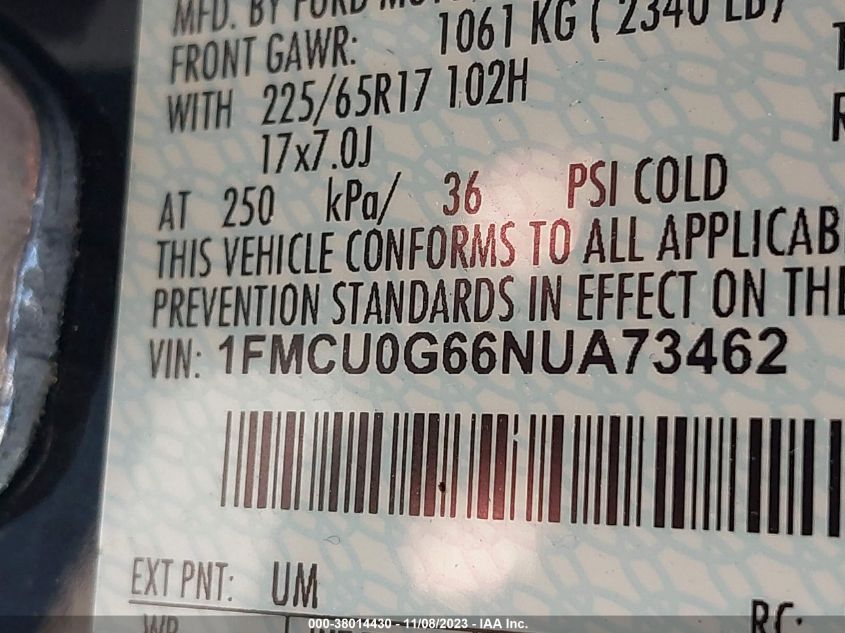 MFD. BY FORD
FRONT GAWR: 1061 KG ( 2340 LB)
WITH 225/65R17 102H
17x7.0J
AT 250 kPa/ 36 PSI COLD
THIS VEHICLE CONFORMS TO ALL APPLICAB
PREVENTION STANDARDS IN EFFECT ON THE
VIN: 1FMCU0G66NUA73462
EXT PNT: UM
RC:
000-38014430 - 11/08/2023 - IAA Inc.